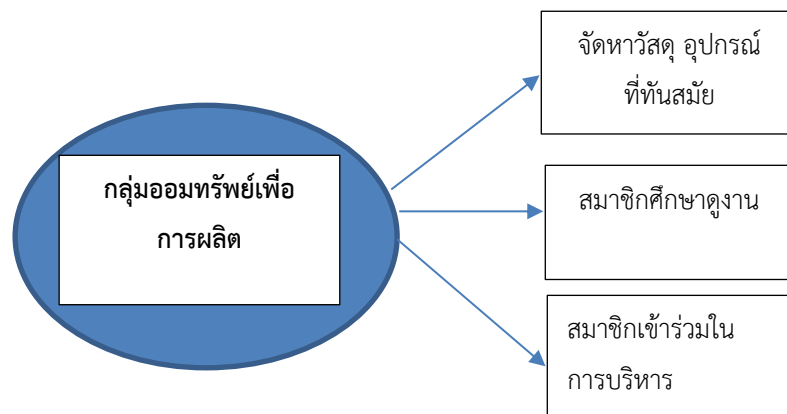 จัดหาวัสดุ อุปกรณ์
ที่ทันสมัย
กลุ่มออมทรัพย์เพื่อ
การผลิต
สมาชิกศึกษาดูงาน
สมาชิกเข้าร่วมใน
การบริหาร